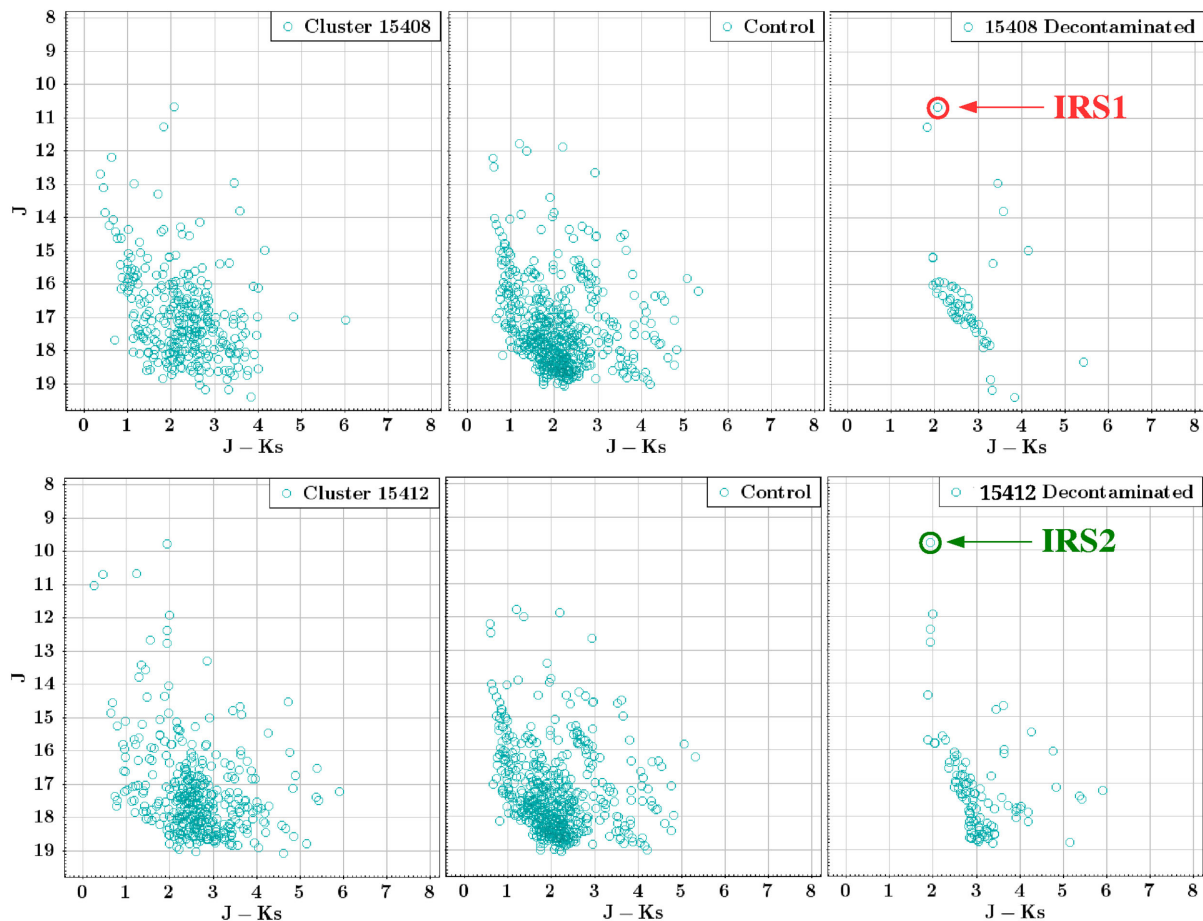 Cluster 15408
Control
15408 Decontaminated
IRS1
J
8
9
10
11
12
13
14
15
16
17
18
19
0 1 2 3 4 5 6 7 8
J − Ks
0 1 2 3 4 5 6 7 8
J − Ks
0 1 2 3 4 5 6 7 8
J − Ks
Cluster 15412
Control
15412 Decontaminated
IRS2
J
8
9
10
11
12
13
14
15
16
17
18
19
0 1 2 3 4 5 6 7 8
J − Ks
0 1 2 3 4 5 6 7 8
J − Ks
0 1 2 3 4 5 6 7 8
J − Ks